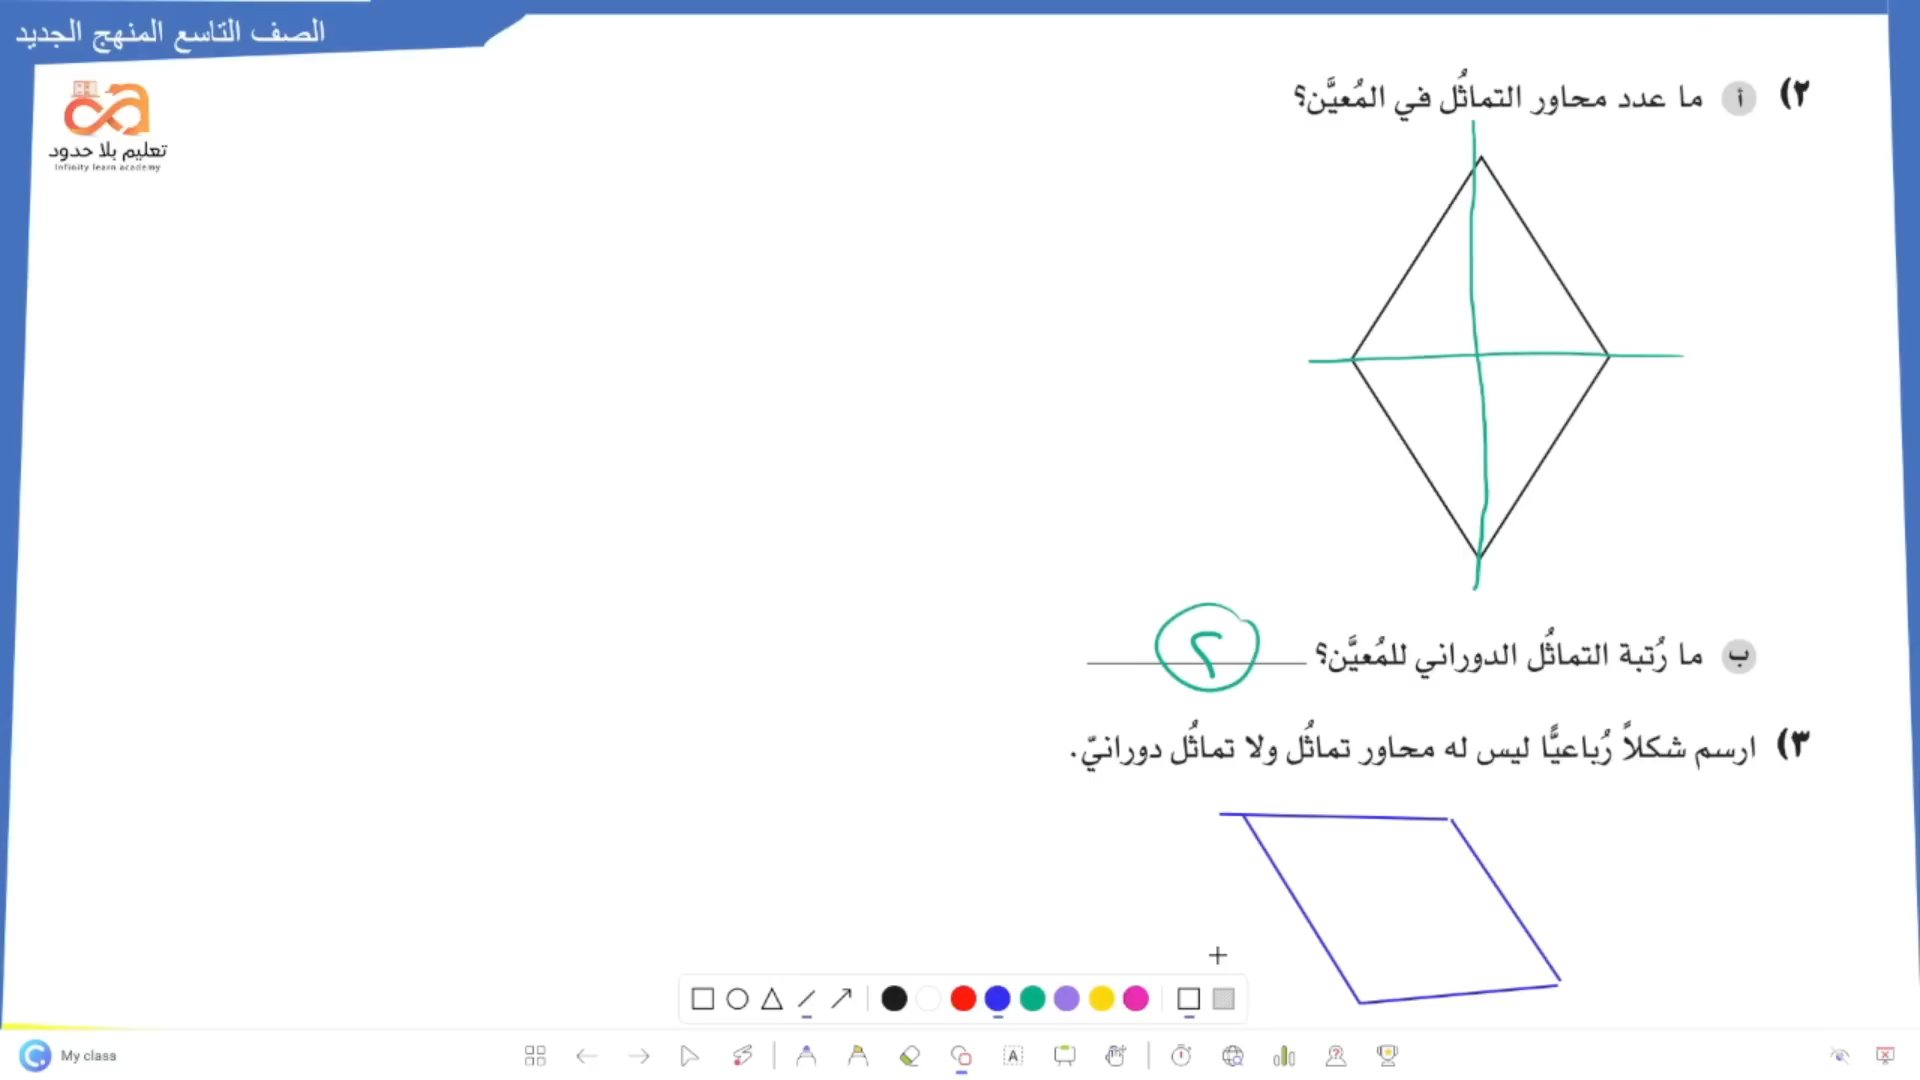 الصف التاسع المنهج الجديد
تعليم بلا حدود
Infinity learn academy
٢) أ ما عدد محاور التماثُل في المُعيَّن؟
ب ما رُتبة التماثُل الدوراني للمُعيَّن؟ ٢
٣) ارسم شكلاً رُباعيًّا ليس له محاور تماثُل ولا تماثُل دورانيّ.
A
My class